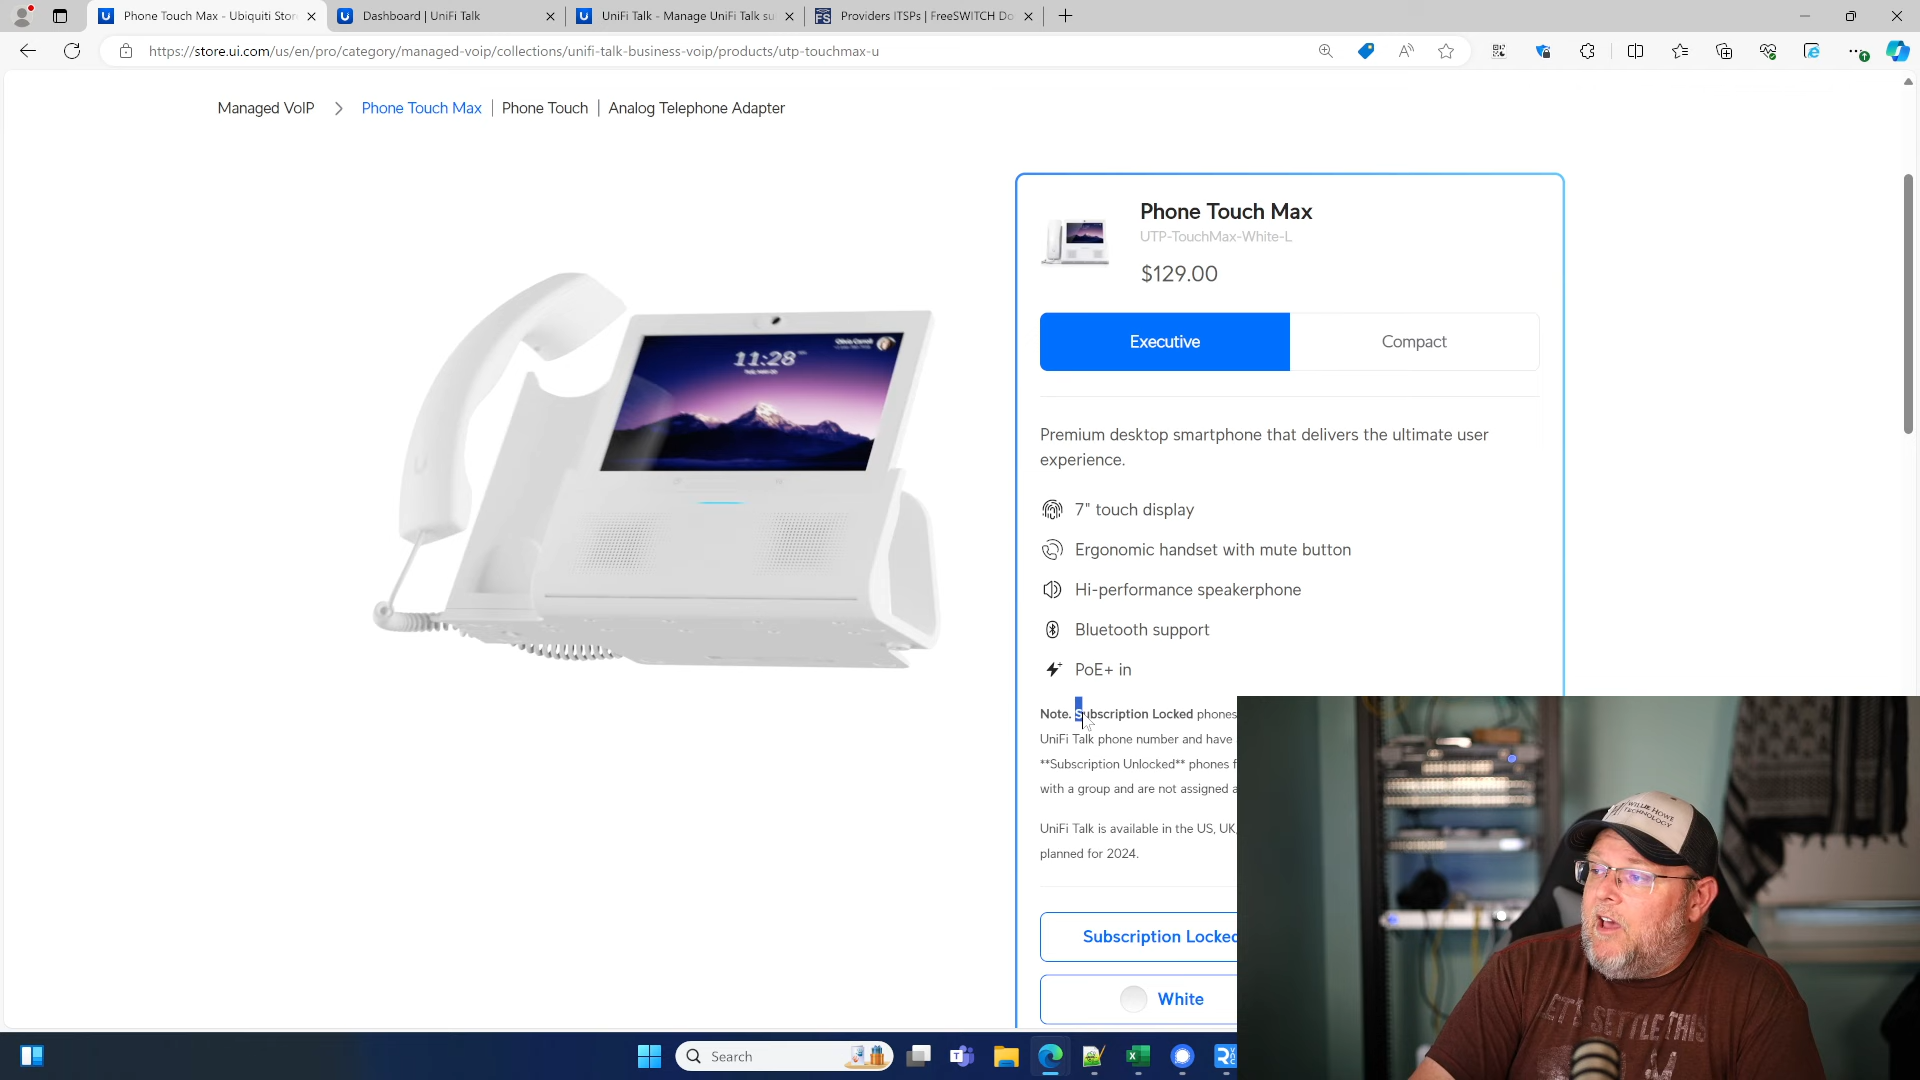 Phone Touch Max - Ubiquiti Stor
Dashboard | UniFi Talk
UniFi Talk - Manage UniFi Talk su
Providers ITSPs | FreeSWITCH Do
https://store.ui.com/us/en/pro/category/managed-voip/collections/unifi-talk-business-voip/products/utp-touchmax-u
Managed VoIP > Phone Touch Max | Phone Touch | Analog Telephone Adapter
Phone Touch Max
UTP-TouchMax-White-L
$129.00
Executive
Compact
11:28
Premium desktop smartphone that delivers the ultimate user
experience.
7" touch display
Ergonomic handset with mute button
Hi-performance speakerphone
Bluetooth support
PoE+ in
Note. Subscription Locked phones
UniFi Talk phone number and have
**Subscription Unlocked** phones f
with a group and are not assigned a
UniFi Talk is available in the US, UK,
planned for 2024.
Subscription Locked
White
WILLIE HOWE
TECHNOLOGY
LET'S SETTLE THIS
Search